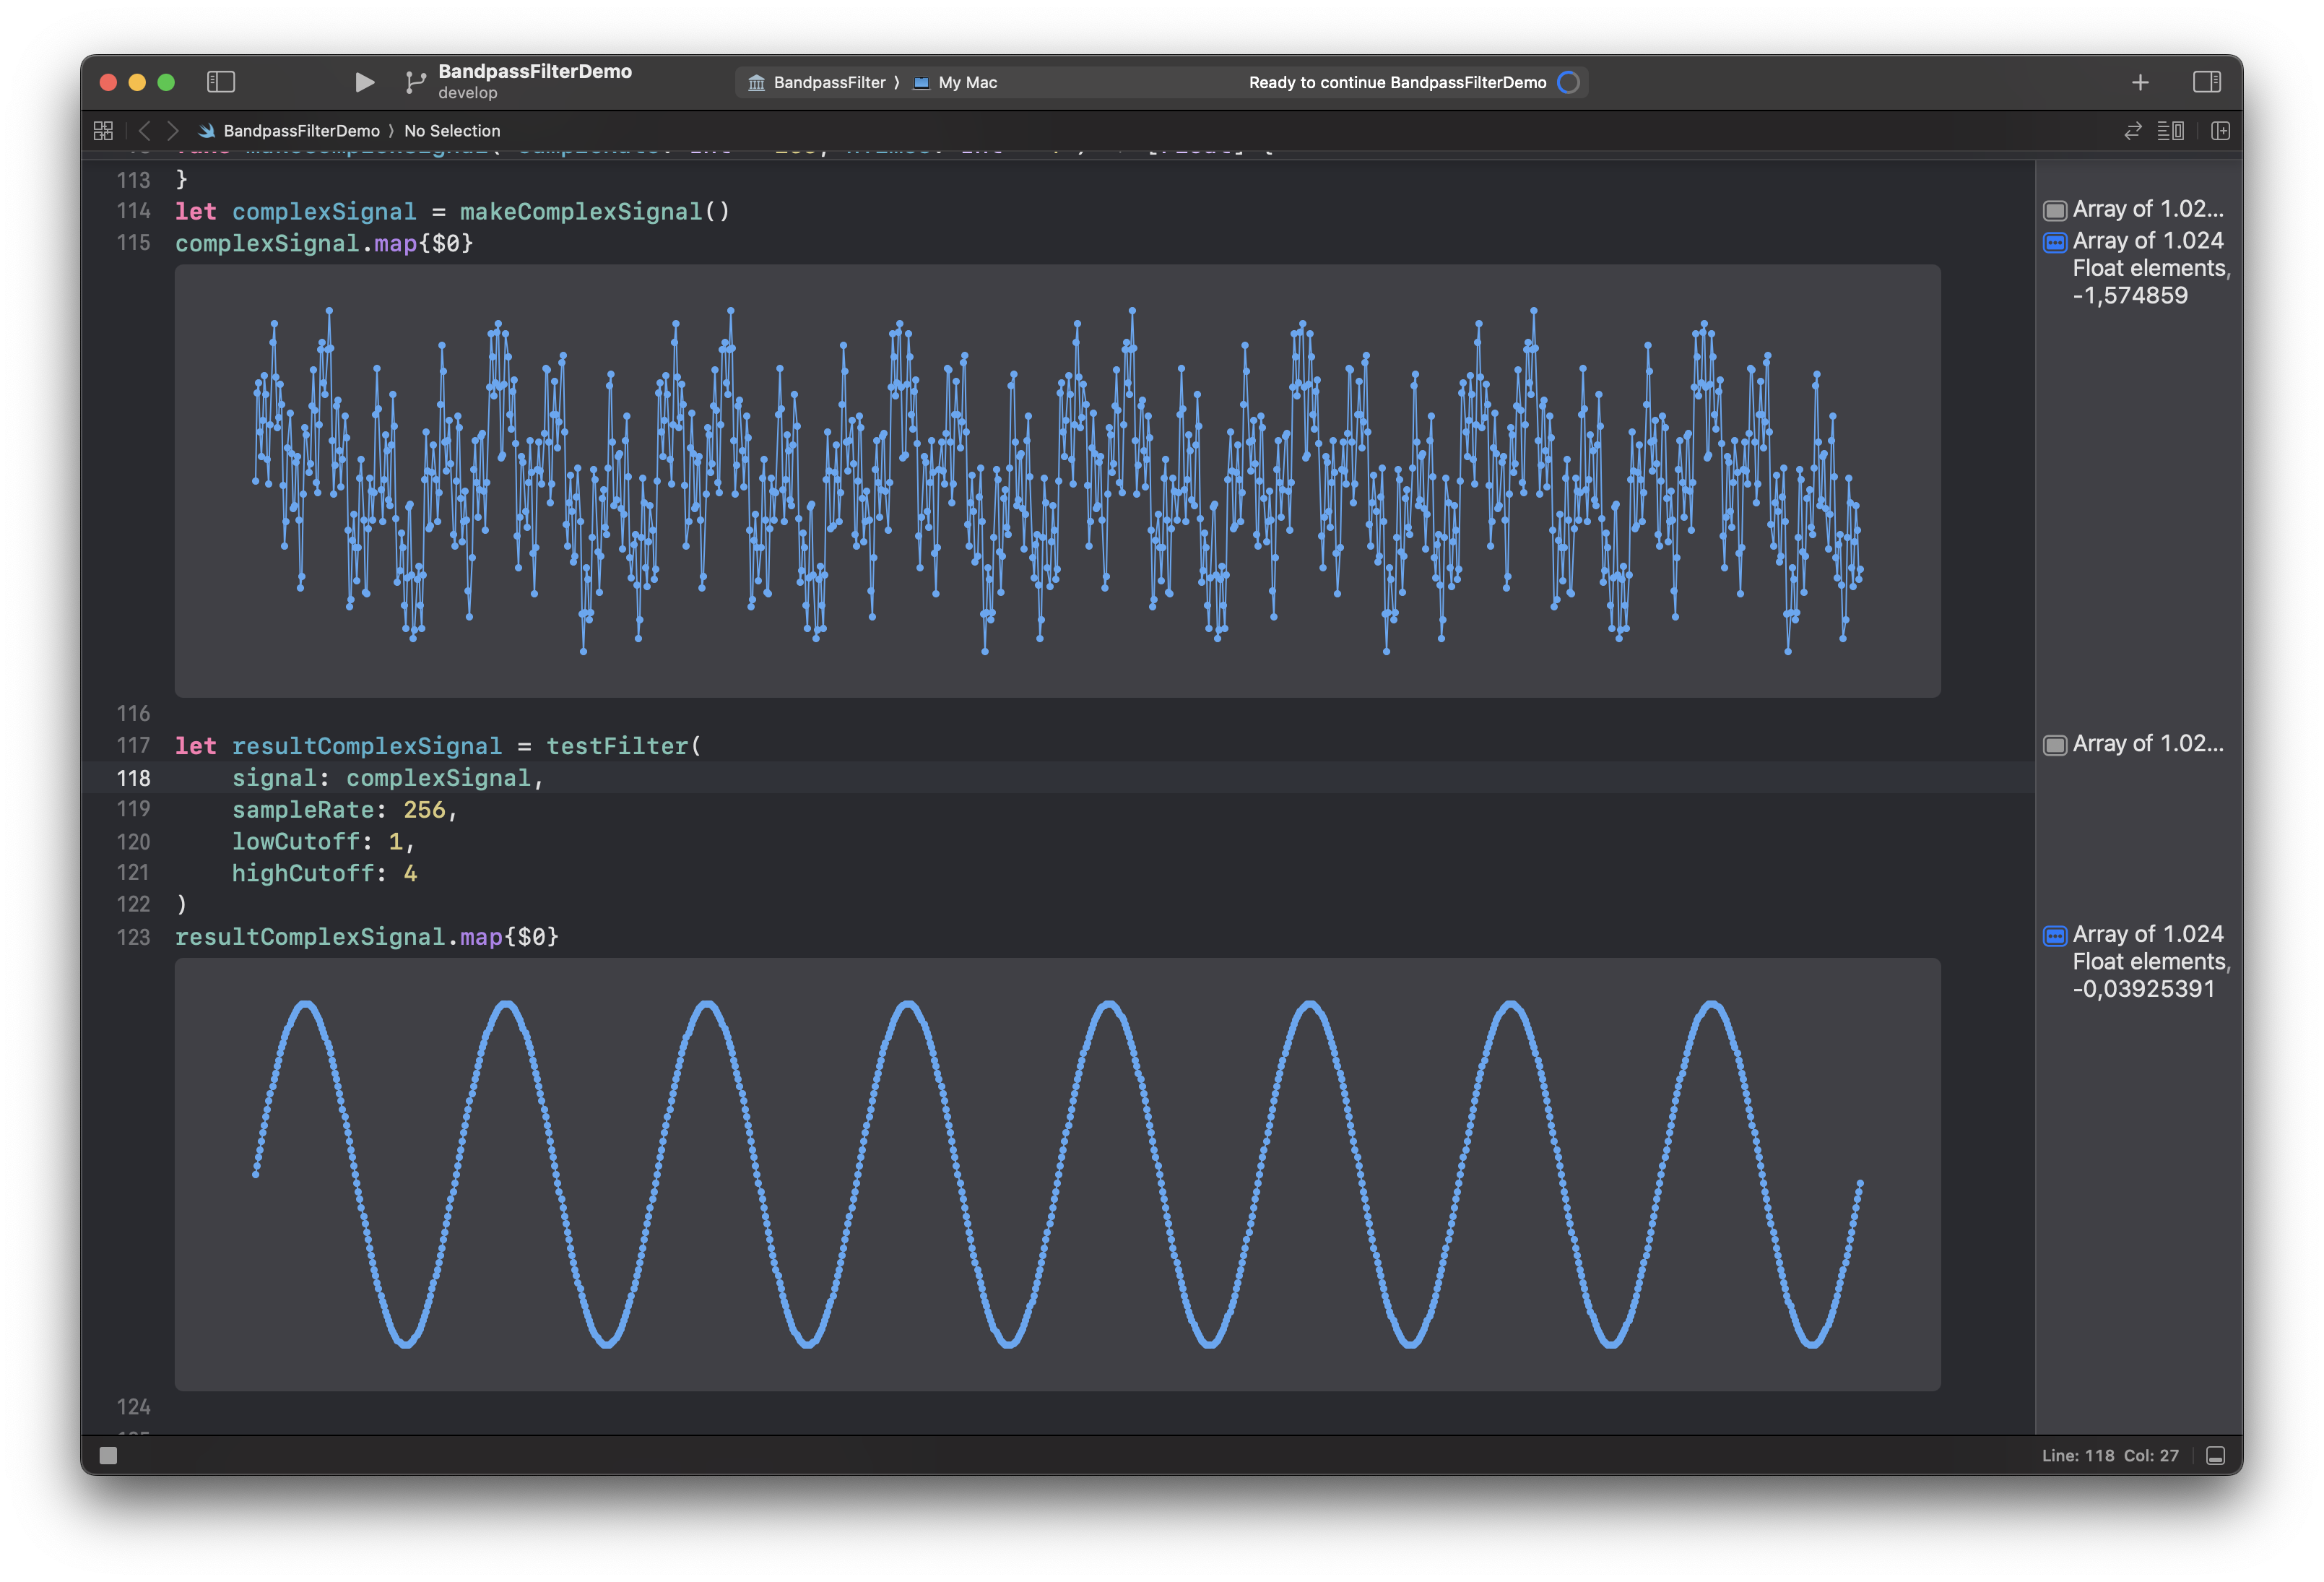 BandpassFilterDemo
develop
BandpassFilter ⟩ My Mac
Ready to continue BandpassFilterDemo
BandpassFilterDemo ⟩ No Selection
113 }
114 let complexSignal = makeComplexSignal()
Array of 1.02...
115 complexSignal.map{$0}
Array of 1.024
Float elements,
-1,574859
116
117 let resultComplexSignal = testFilter(
Array of 1.02...
118 signal: complexSignal,
119 sampleRate: 256,
120 lowCutoff: 1,
121 highCutoff: 4
122 )
123 resultComplexSignal.map{$0}
Array of 1.024
Float elements,
-0,03925391
124
Line: 118 Col: 27